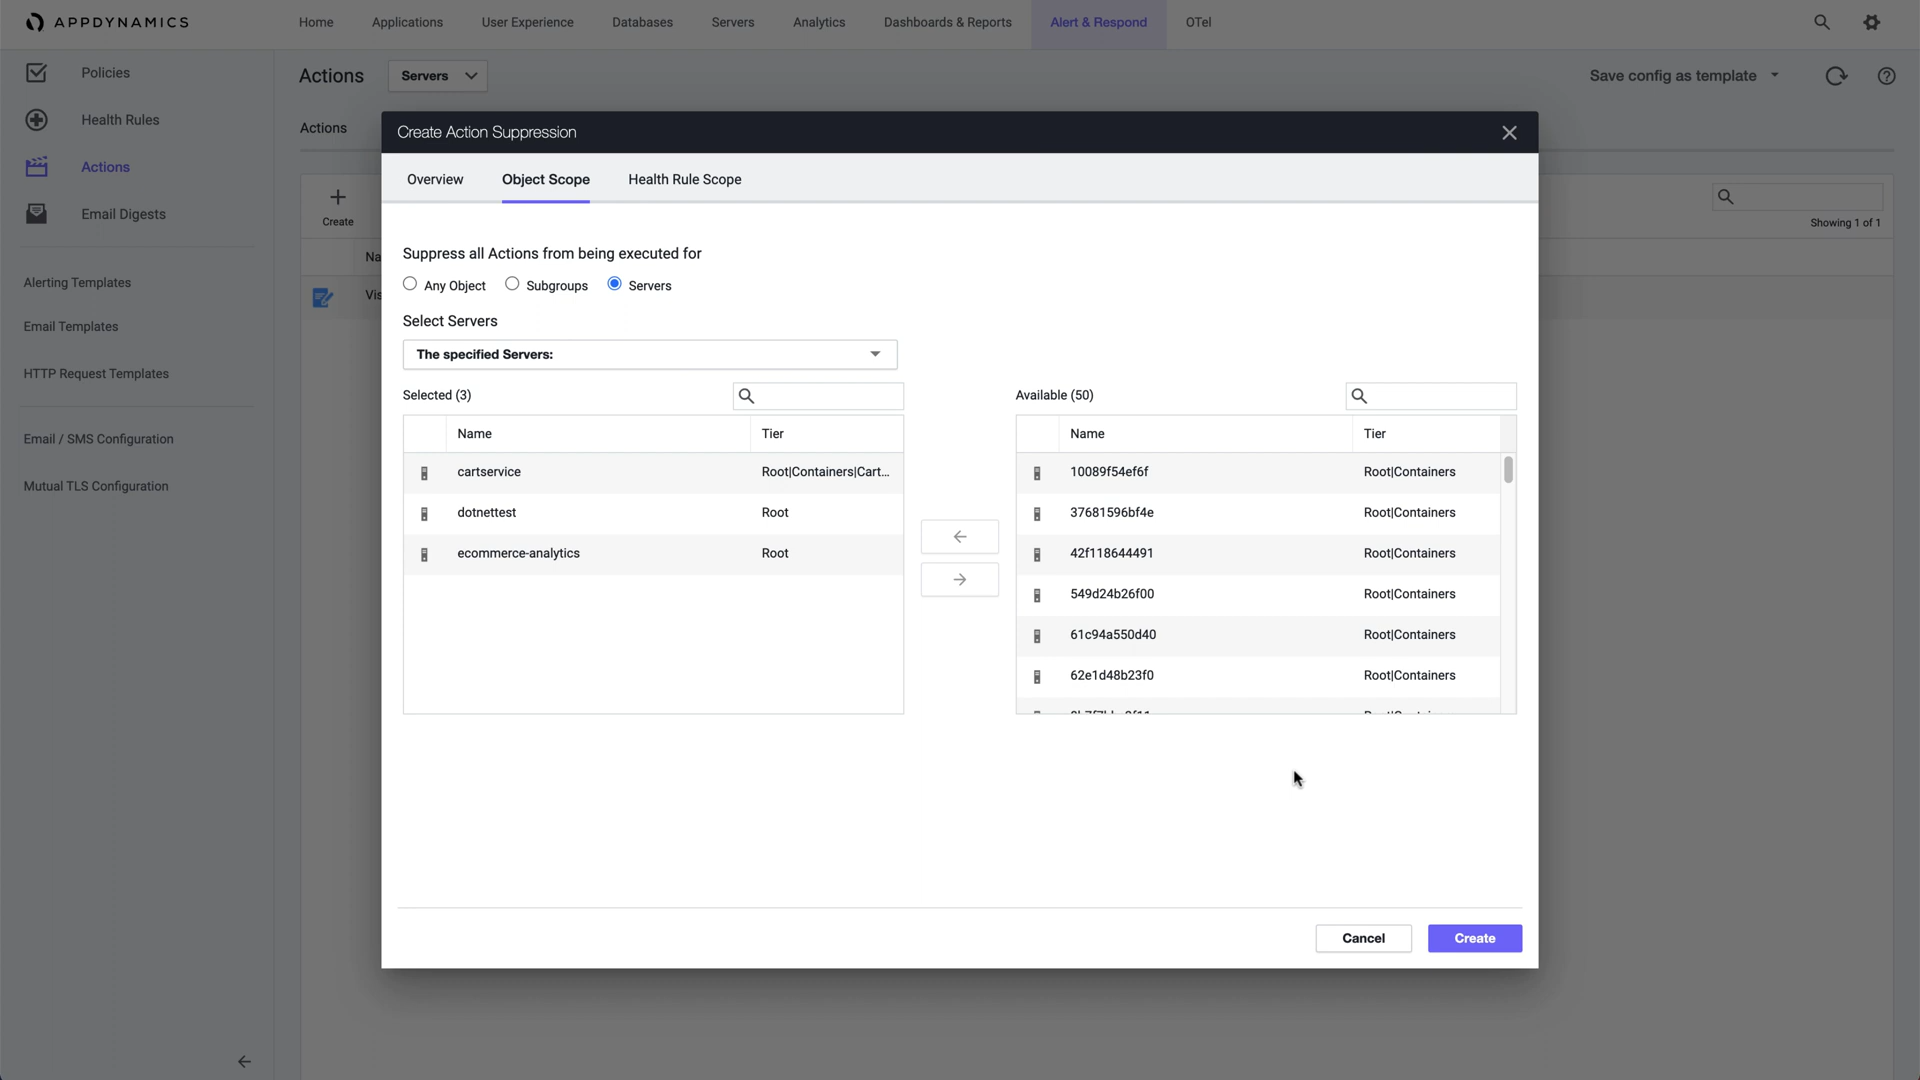 APPDYNAMICS
Home Applications User Experience Databases Servers Analytics Dashboards & Reports Alert & Respond OTel
Policies
Health Rules
Actions
Email Digests
Alerting Templates
Email Templates
HTTP Request Templates
Email / SMS Configuration
Mutual TLS Configuration
Actions Servers Save config as template
Actions
Create
Showing 1 of 1
Na
Vis
Create Action Suppression
Overview Object Scope Health Rule Scope
Suppress all Actions from being executed for
Any Object Subgroups Servers
Select Servers
The specified Servers:
Selected (3)
Name Tier
cartservice Root|Containers|Cart...
dotnettest Root
ecommerce-analytics Root
Available (50)
Name Tier
10089f54ef6f Root|Containers
37681596bf4e Root|Containers
42f118644491 Root|Containers
549d24b26f00 Root|Containers
61c94a550d40 Root|Containers
62e1d48b23f0 Root|Containers
Cancel Create